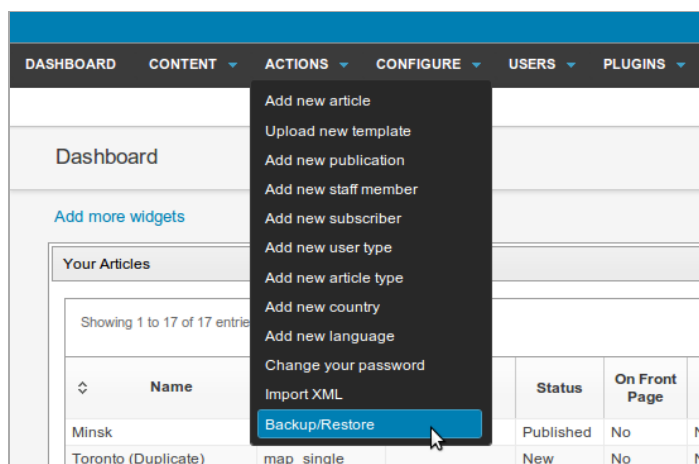 DASHBOARD CONTENT ACTIONS CONFIGURE USERS PLUGINS
Add new article
Upload new template
Add new publication
Add new staff member
Add new subscriber
Add new user type
Add new article type
Add new country
Add new language
Change your password
Import XML
Backup/Restore
Dashboard
Add more widgets
Your Articles
Showing 1 to 17 of 17 entrie
Name Status On Front Page
Minsk Published No
Toronto (Duplicate) map_single New No